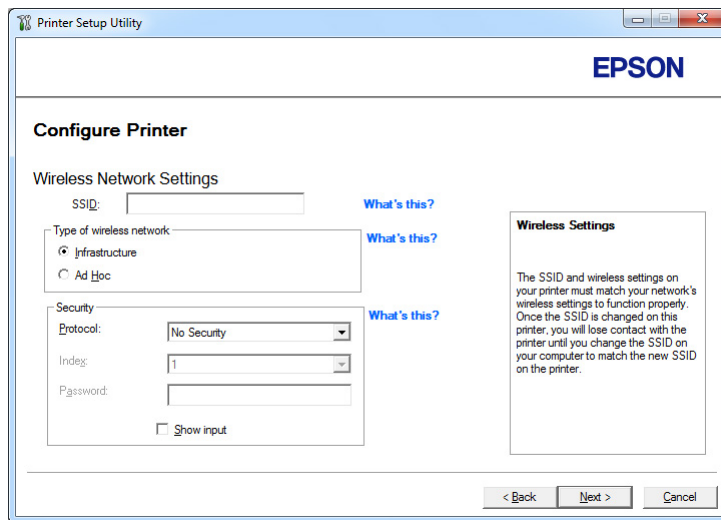 Printer Setup Utility
EPSON
Configure Printer
Wireless Network Settings
SSID:
What's this?
Type of wireless network
What's this?
Infrastructure
Ad Hoc
Security
What's this?
Protocol:
No Security
Index:
1
Password:
Show input
Wireless Settings
The SSID and wireless settings on
your printer must match your network's
wireless settings to function properly.
Once the SSID is changed on this
printer, you will lose contact with the
printer until you change the SSID on
your computer to match the new SSID
on the printer.
< Back
Next >
Cancel